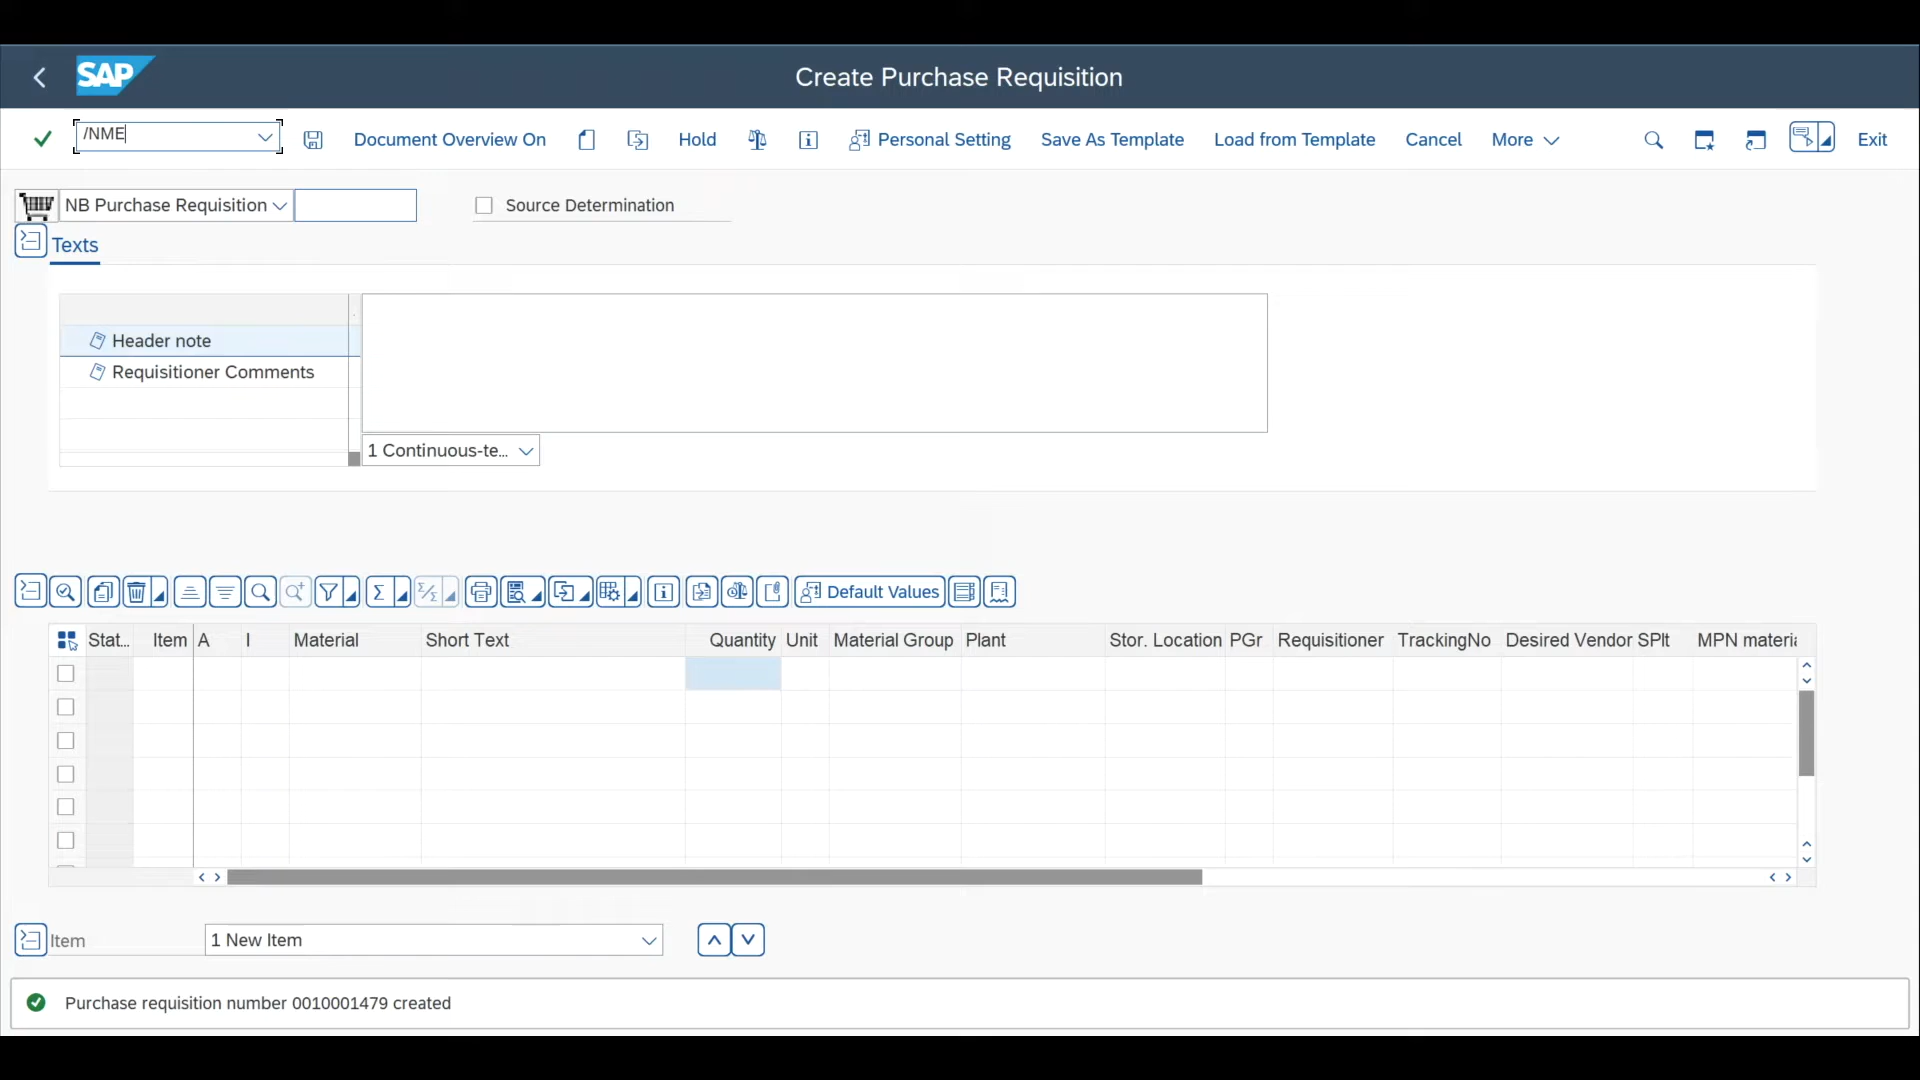 SAP
Create Purchase Requisition
/NME
Document Overview On
Hold
Personal Setting
Save As Template
Load from Template
Cancel
More
Exit
NB Purchase Requisition
Source Determination
Texts
Header note
Requisitioner Comments
1 Continuous-te...
Default Values
Stat.. Item A I Material Short Text Quantity Unit Material Group Plant Stor. Location PGr Requisitioner TrackingNo Desired Vendor SPlt MPN materia
Item
1 New Item
Purchase requisition number 0010001479 created